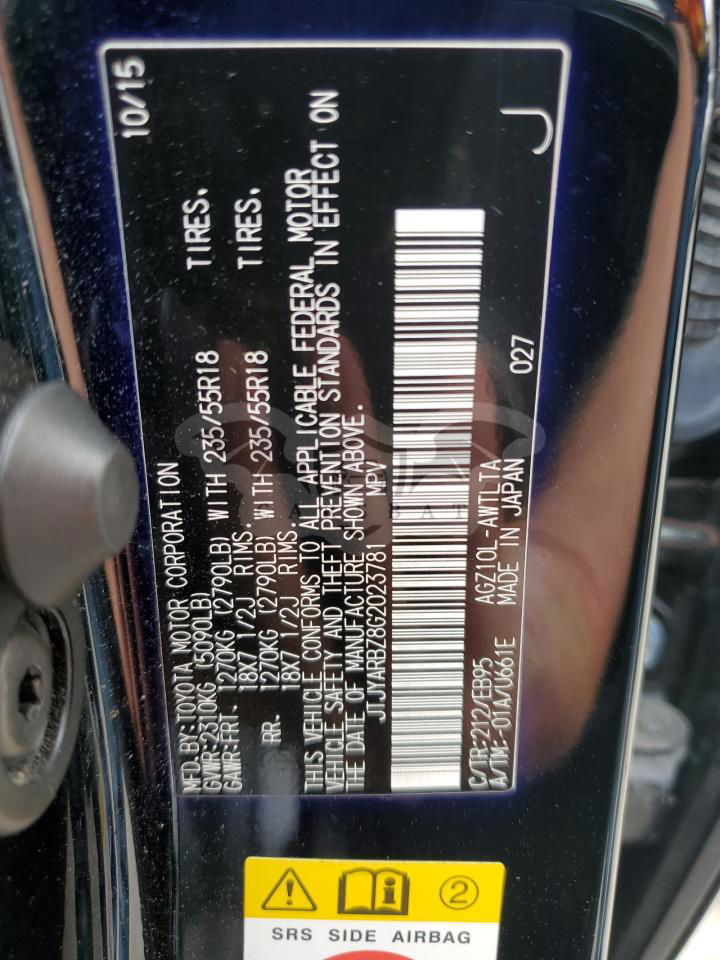 MFD.BY:TOYOTA MOTOR CORPORATION 10/15
GVWR:2310KG (5090LB)
GAWR:FRT. 1270KG (2790LB) WITH 235/55R18 TIRES.
18X7 1/2J RIMS.
RR. 1270KG (2790LB) WITH 235/55R18 TIRES.
18X7 1/2J RIMS.
THIS VEHICLE CONFORMS TO ALL APPLICABLE FEDERAL MOTOR
VEHICLE SAFETY AND THEFT PREVENTION STANDARDS IN EFFECT ON
THE DATE OF MANUFACTURE SHOWN ABOVE.
JTJYARBZ8G2023781 MPV
C/TR:212/EB95 AGZ10L-AWTLTA 027
A/TM:-01A/U661E MADE IN JAPAN
J
2
SRS SIDE AIRBAG